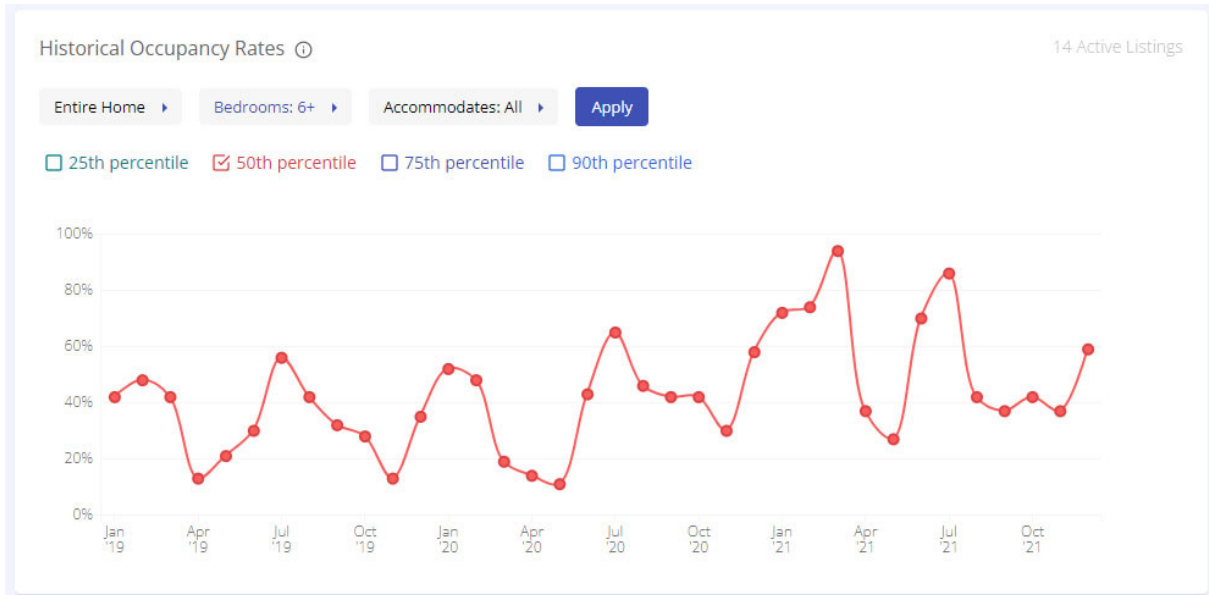 Historical Occupancy Rates
14 Active Listings
Entire Home Bedrooms: 6+ Accommodates: All Apply
25th percentile 50th percentile 75th percentile 90th percentile
100%
80%
60%
40%
20%
0%
Jan '19 Apr '19 Jul '19 Oct '19 Jan '20 Apr '20 Jul '20 Oct '20 Jan '21 Apr '21 Jul '21 Oct '21